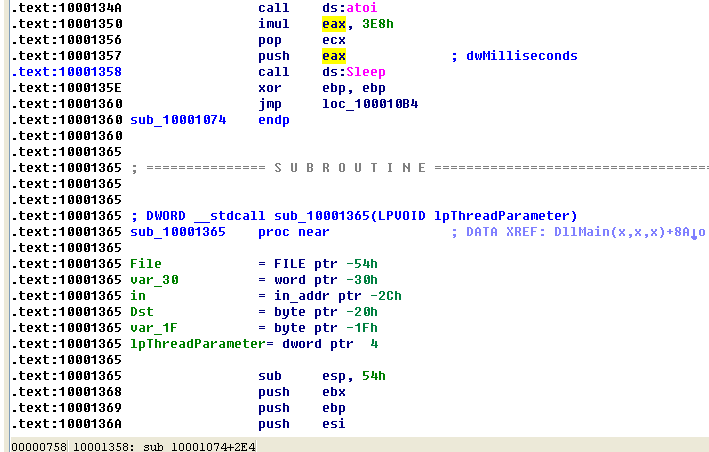 .text:1000134A call ds:atoi
.text:10001350 imul eax, 3E8h
.text:10001356 pop ecx
.text:10001357 push eax ; dwMilliseconds
.text:10001358 call ds:Sleep
.text:1000135E xor ebp, ebp
.text:10001360 jmp loc_100010B4
.text:10001360 sub_10001074 endp
.text:10001360
.text:10001365
.text:10001365 ; =============== S U B R O U T I N E =======================================
.text:10001365
.text:10001365
.text:10001365 ; DWORD __stdcall sub_10001365(LPVOID lpThreadParameter)
.text:10001365 sub_10001365 proc near ; DATA XREF: DllMain(x,x,x)+8A↓o
.text:10001365
.text:10001365 File = FILE ptr -54h
.text:10001365 var_30 = word ptr -30h
.text:10001365 in = in_addr ptr -2Ch
.text:10001365 Dst = byte ptr -20h
.text:10001365 var_1F = byte ptr -1Fh
.text:10001365 lpThreadParameter= dword ptr 4
.text:10001365
.text:10001365 sub esp, 54h
.text:10001368 push ebx
.text:10001369 push ebp
.text:1000136A push esi
00000758 10001358: sub_10001074+2E4